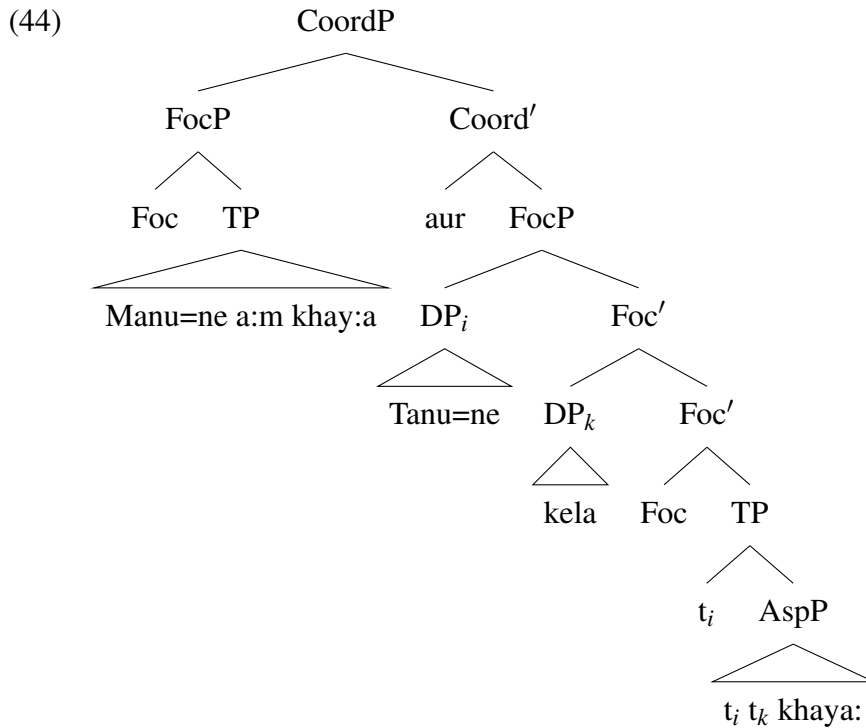 (44) CoordP
FocP Coord′
Foc TP aur FocP
Manu=ne a:m khay:a DPi Foc′
Tanu=ne DPk Foc′
kela Foc TP
ti AspP
ti tk khaya: